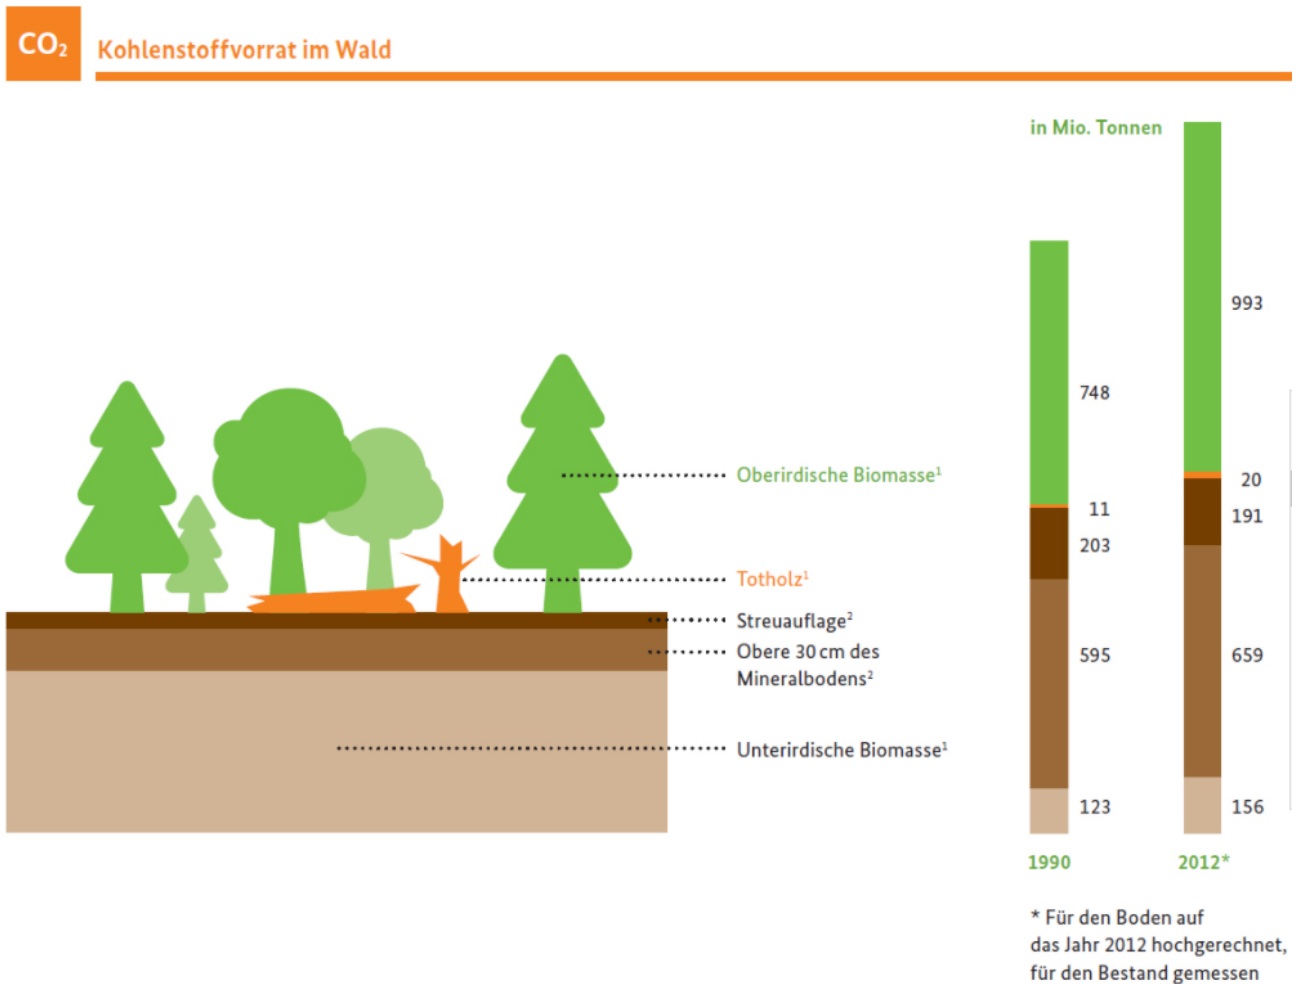 CO₂
Kohlenstoffvorrat im Wald
in Mio. Tonnen
993
748
Oberirdische Biomasse¹
20
11
191
203
Totholz¹
Streuauflage²
Obere 30 cm des
Mineralbodens²
595
659
Unterirdische Biomasse¹
123
156
1990
2012*
* Für den Boden auf
das Jahr 2012 hochgerechnet,
für den Bestand gemessen